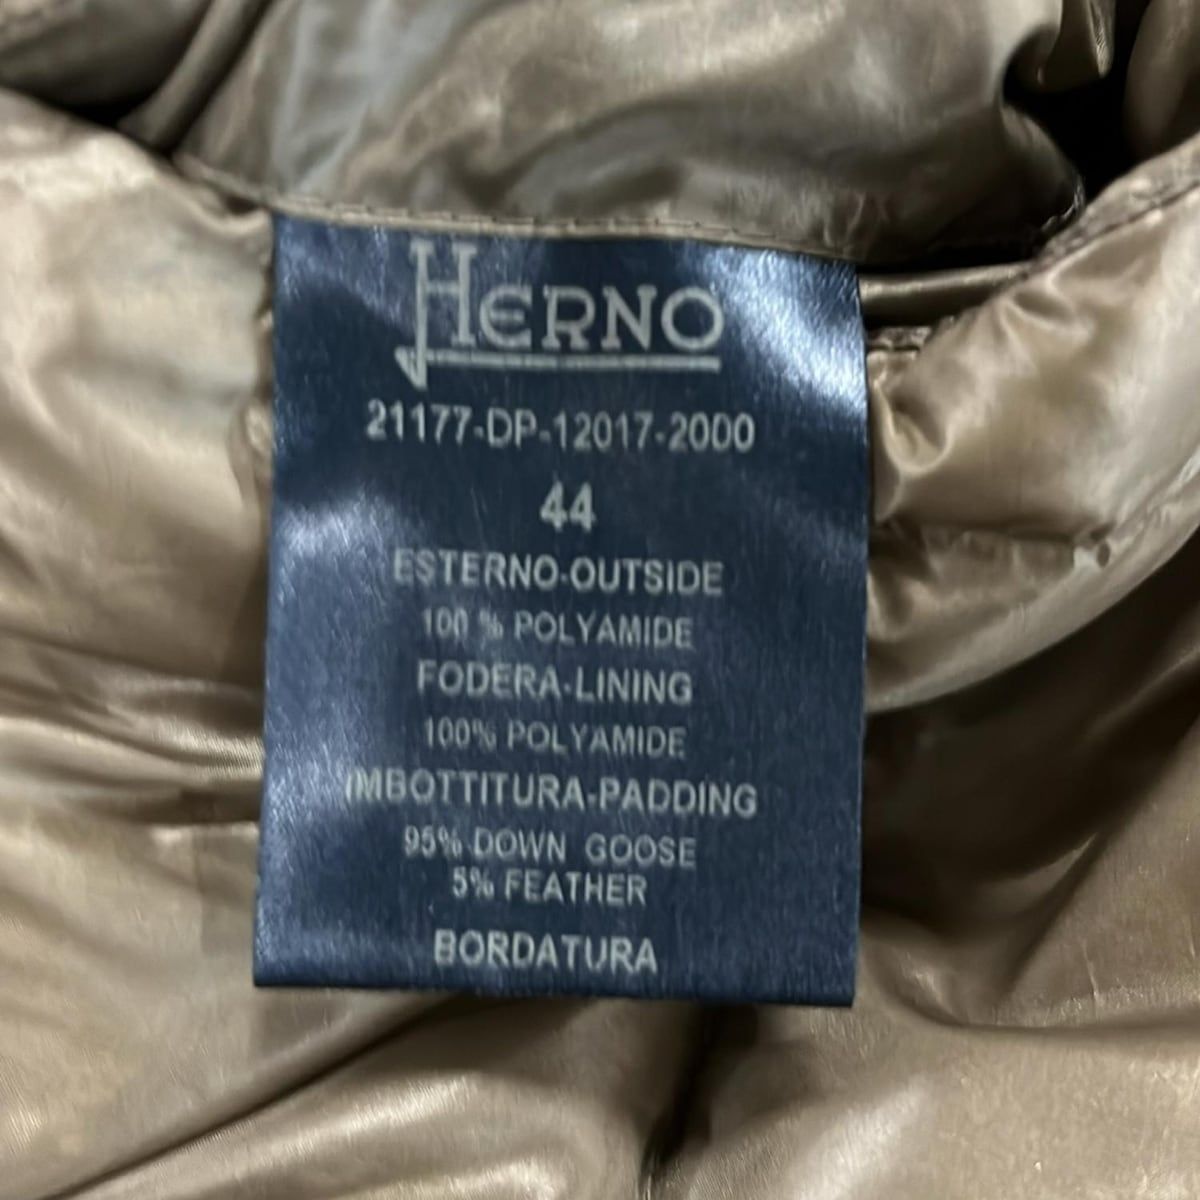 HERNO
21177-DP-12017-2000
44
ESTERNO-OUTSIDE
100 % POLYAMIDE
FODERA-LINING
100% POLYAMIDE
IMBOTTITURA-PADDING
95% DOWN GOOSE
5% FEATHER
BORDATURA